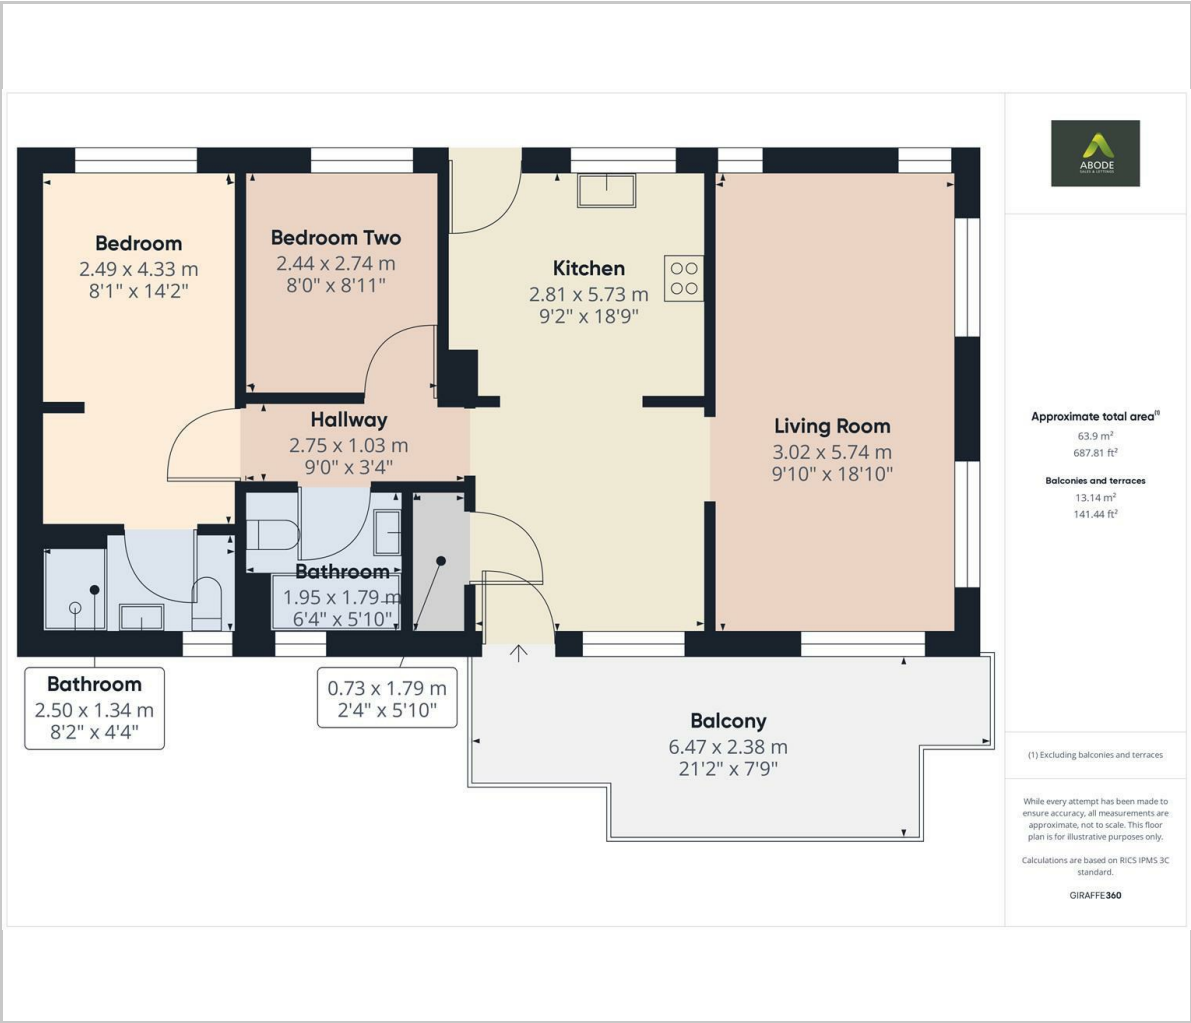 ABODE
SALES & LETTINGS
Bedroom
2.49 x 4.33 m
8'1" x 14'2"
Bedroom Two
2.44 x 2.74 m
8'0" x 8'11"
Kitchen
2.81 x 5.73 m
9'2" x 18'9"
Hallway
2.75 x 1.03 m
9'0" x 3'4"
Living Room
3.02 x 5.74 m
9'10" x 18'10"
Bathroom
1.95 x 1.79 m
6'4" x 5'10"
Bathroom
2.50 x 1.34 m
8'2" x 4'4"
0.73 x 1.79 m
2'4" x 5'10"
Balcony
6.47 x 2.38 m
21'2" x 7'9"
Approximate total area(1)
63.9 m²
687.81 ft²
Balconies and terraces
13.14 m²
141.44 ft²
(1) Excluding balconies and terraces
While every attempt has been made to
ensure accuracy, all measurements are
approximate, not to scale. This floor
plan is for illustrative purposes only.
Calculations are based on RICS IPMS 3C
standard.
GIRAFFE360